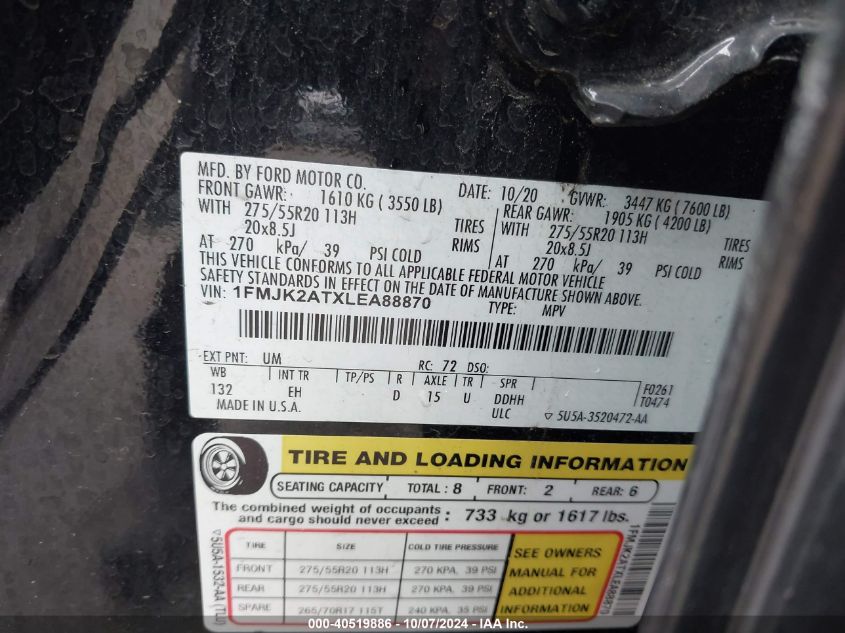 MFD. BY FORD MOTOR CO.
DATE: 10/20 GVWR: 3447 KG ( 7600 LB)
FRONT GAWR: 1610 KG ( 3550 LB) REAR GAWR: 1905 KG ( 4200 LB)
WITH 275/55R20 113H TIRES WITH 275/55R20 113H TIRES
20x8.5J RIMS 20x8.5J RIMS
AT 270 kPa/ 39 PSI COLD AT 270 kPa/ 39 PSI COLD
THIS VEHICLE CONFORMS TO ALL APPLICABLE FEDERAL MOTOR VEHICLE
SAFETY STANDARDS IN EFFECT ON THE DATE OF MANUFACTURE SHOWN ABOVE.
VIN: 1FMJK2ATXLEA88870 TYPE: MPV
EXT PNT: UM RC: 72 DSO:
WB INT TR TP/PS R AXLE TR SPR F0261
132 EH D 15 U DDHH T0474
MADE IN U.S.A. ULC ▽ 5U5A-3520472-AA
TIRE AND LOADING INFORMATION
SEATING CAPACITY TOTAL : 8 FRONT: 2 REAR: 6
The combined weight of occupants
and cargo should never exceed : 733 kg or 1617 lbs.
TIRE SIZE COLD TIRE PRESSURE
FRONT 275/55R20 113H 270 KPA, 39 PSI
REAR 275/55R20 113H 270 KPA, 39 PSI
SPARE 265/70R17 115T 240 KPA, 35 PSI
SEE OWNERS
MANUAL FOR
ADDITIONAL
INFORMATION
▽5U5A-1532-AA (TLU)
1FMJK2ATXLEA88870
000-40519886 - 10/07/2024 - IAA Inc.